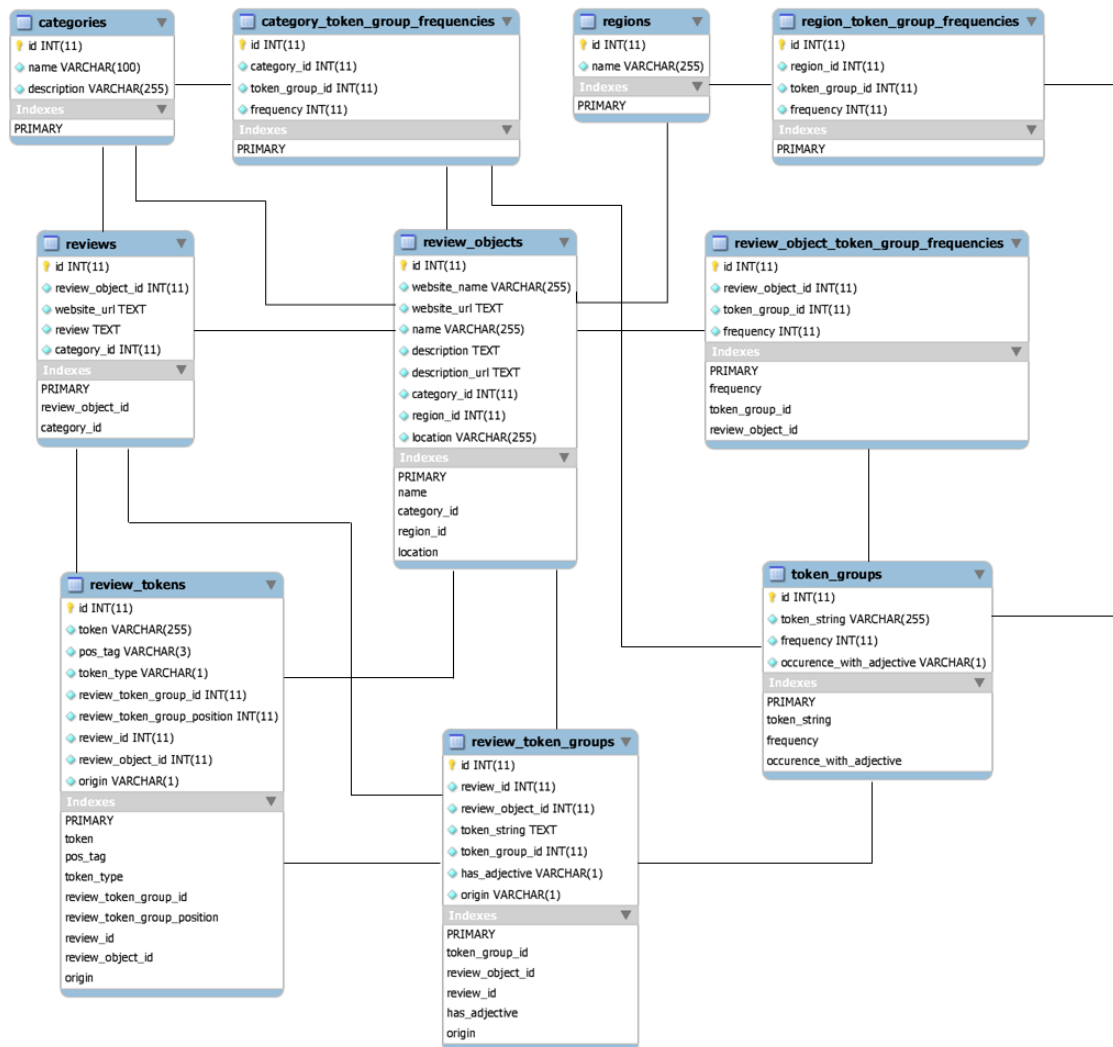 categories
id INT(11)
name VARCHAR(100)
description VARCHAR(255)
Indexes
PRIMARY
category_token_group_frequencies
id INT(11)
category_id INT(11)
token_group_id INT(11)
frequency INT(11)
Indexes
PRIMARY
regions
id INT(11)
name VARCHAR(255)
Indexes
PRIMARY
region_token_group_frequencies
id INT(11)
region_id INT(11)
token_group_id INT(11)
frequency INT(11)
Indexes
PRIMARY
reviews
id INT(11)
review_object_id INT(11)
website_url TEXT
review TEXT
category_id INT(11)
Indexes
PRIMARY
review_object_id
category_id
review_objects
id INT(11)
website_name VARCHAR(255)
website_url TEXT
name VARCHAR(255)
description TEXT
description_url TEXT
category_id INT(11)
region_id INT(11)
location VARCHAR(255)
Indexes
PRIMARY
name
category_id
region_id
location
review_object_token_group_frequencies
id INT(11)
review_object_id INT(11)
token_group_id INT(11)
frequency INT(11)
Indexes
PRIMARY
frequency
token_group_id
review_object_id
review_tokens
id INT(11)
token VARCHAR(255)
pos_tag VARCHAR(3)
token_type VARCHAR(1)
review_token_group_id INT(11)
review_token_group_position INT(11)
review_id INT(11)
review_object_id INT(11)
origin VARCHAR(1)
Indexes
PRIMARY
token
pos_tag
token_type
review_token_group_id
review_token_group_position
review_id
review_object_id
origin
token_groups
id INT(11)
token_string VARCHAR(255)
frequency INT(11)
occurence_with_adjective VARCHAR(1)
Indexes
PRIMARY
token_string
frequency
occurence_with_adjective
review_token_groups
id INT(11)
review_id INT(11)
review_object_id INT(11)
token_string TEXT
token_group_id INT(11)
has_adjective VARCHAR(1)
origin VARCHAR(1)
Indexes
PRIMARY
token_group_id
review_object_id
review_id
has_adjective
origin